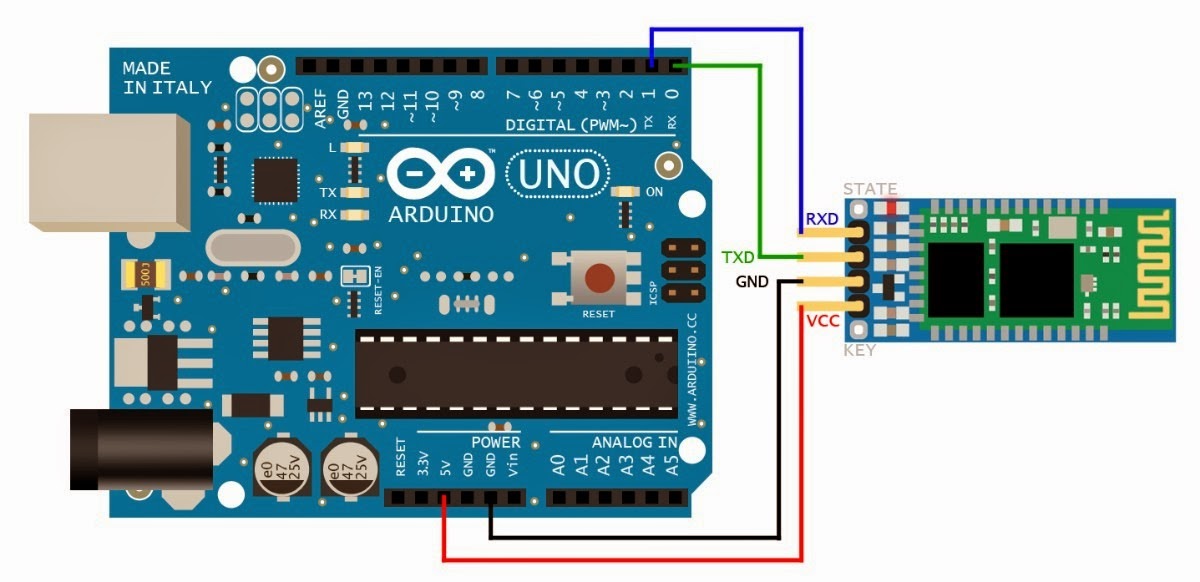 MADE
IN ITALY
AREF
GND
13
12
~11
~10
~9
8
7
~6
~5
4
~3
2
1
0
TX
RX
DIGITAL (PWM~)
L
TX
RX
™
UNO
ARDUINO
ON
500J
RESET-EN
RESET
ICSP
WWW.ARDUIINO.CC
STATE
RXD
TXD
GND
VCC
KEY
e0
47
25V
e0
47
25V
POWER
ANALOG IN
RESET
3.3V
5V
GND
GND
Vin
A0
A1
A2
A3
A4
A5